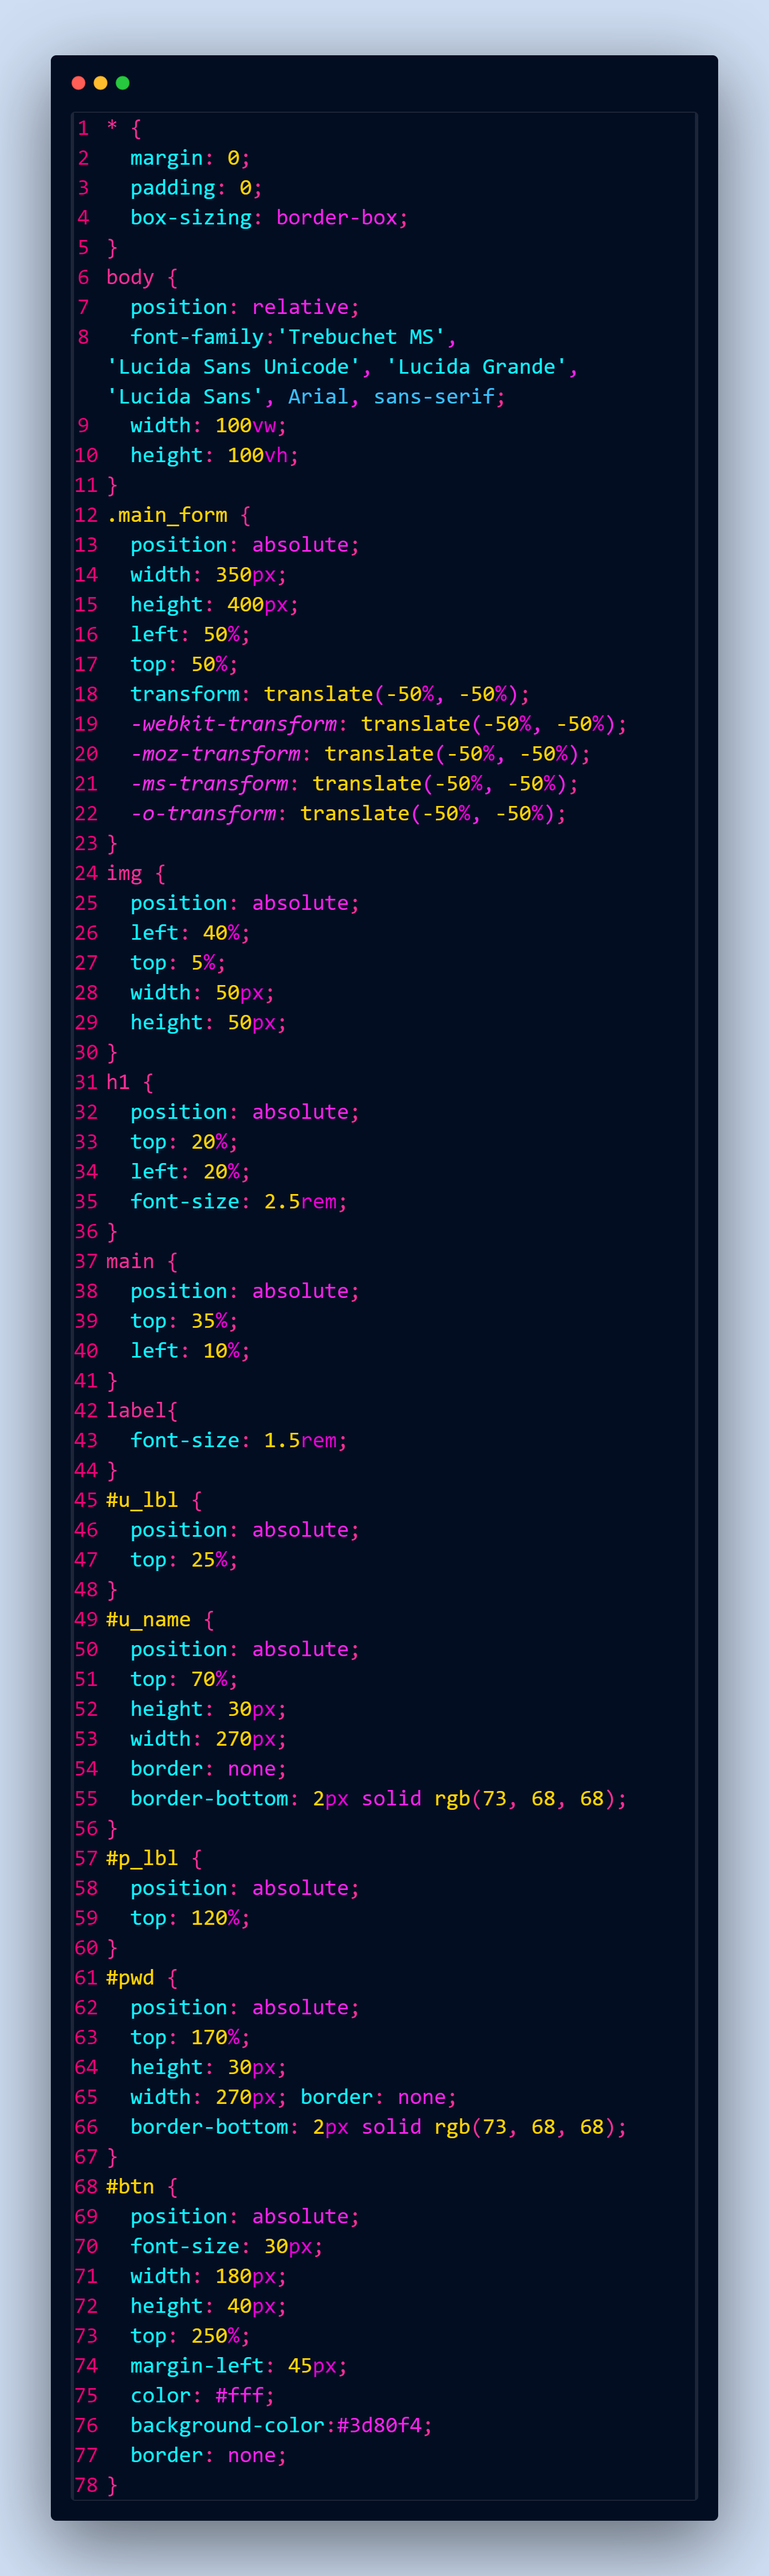 1 * {
2   margin: 0;
3   padding: 0;
4   box-sizing: border-box;
5 }
6 body {
7   position: relative;
8   font-family:'Trebuchet MS',
'Lucida Sans Unicode', 'Lucida Grande',
'Lucida Sans', Arial, sans-serif;
9   width: 100vw;
10   height: 100vh;
11 }
12 .main_form {
13   position: absolute;
14   width: 350px;
15   height: 400px;
16   left: 50%;
17   top: 50%;
18   transform: translate(-50%, -50%);
19   -webkit-transform: translate(-50%, -50%);
20   -moz-transform: translate(-50%, -50%);
21   -ms-transform: translate(-50%, -50%);
22   -o-transform: translate(-50%, -50%);
23 }
24 img {
25   position: absolute;
26   left: 40%;
27   top: 5%;
28   width: 50px;
29   height: 50px;
30 }
31 h1 {
32   position: absolute;
33   top: 20%;
34   left: 20%;
35   font-size: 2.5rem;
36 }
37 main {
38   position: absolute;
39   top: 35%;
40   left: 10%;
41 }
42 label{
43   font-size: 1.5rem;
44 }
45 #u_lbl {
46   position: absolute;
47   top: 25%;
48 }
49 #u_name {
50   position: absolute;
51   top: 70%;
52   height: 30px;
53   width: 270px;
54   border: none;
55   border-bottom: 2px solid rgb(73, 68, 68);
56 }
57 #p_lbl {
58   position: absolute;
59   top: 120%;
60 }
61 #pwd {
62   position: absolute;
63   top: 170%;
64   height: 30px;
65   width: 270px; border: none;
66   border-bottom: 2px solid rgb(73, 68, 68);
67 }
68 #btn {
69   position: absolute;
70   font-size: 30px;
71   width: 180px;
72   height: 40px;
73   top: 250%;
74   margin-left: 45px;
75   color: #fff;
76   background-color:#3d80f4;
77   border: none;
78 }